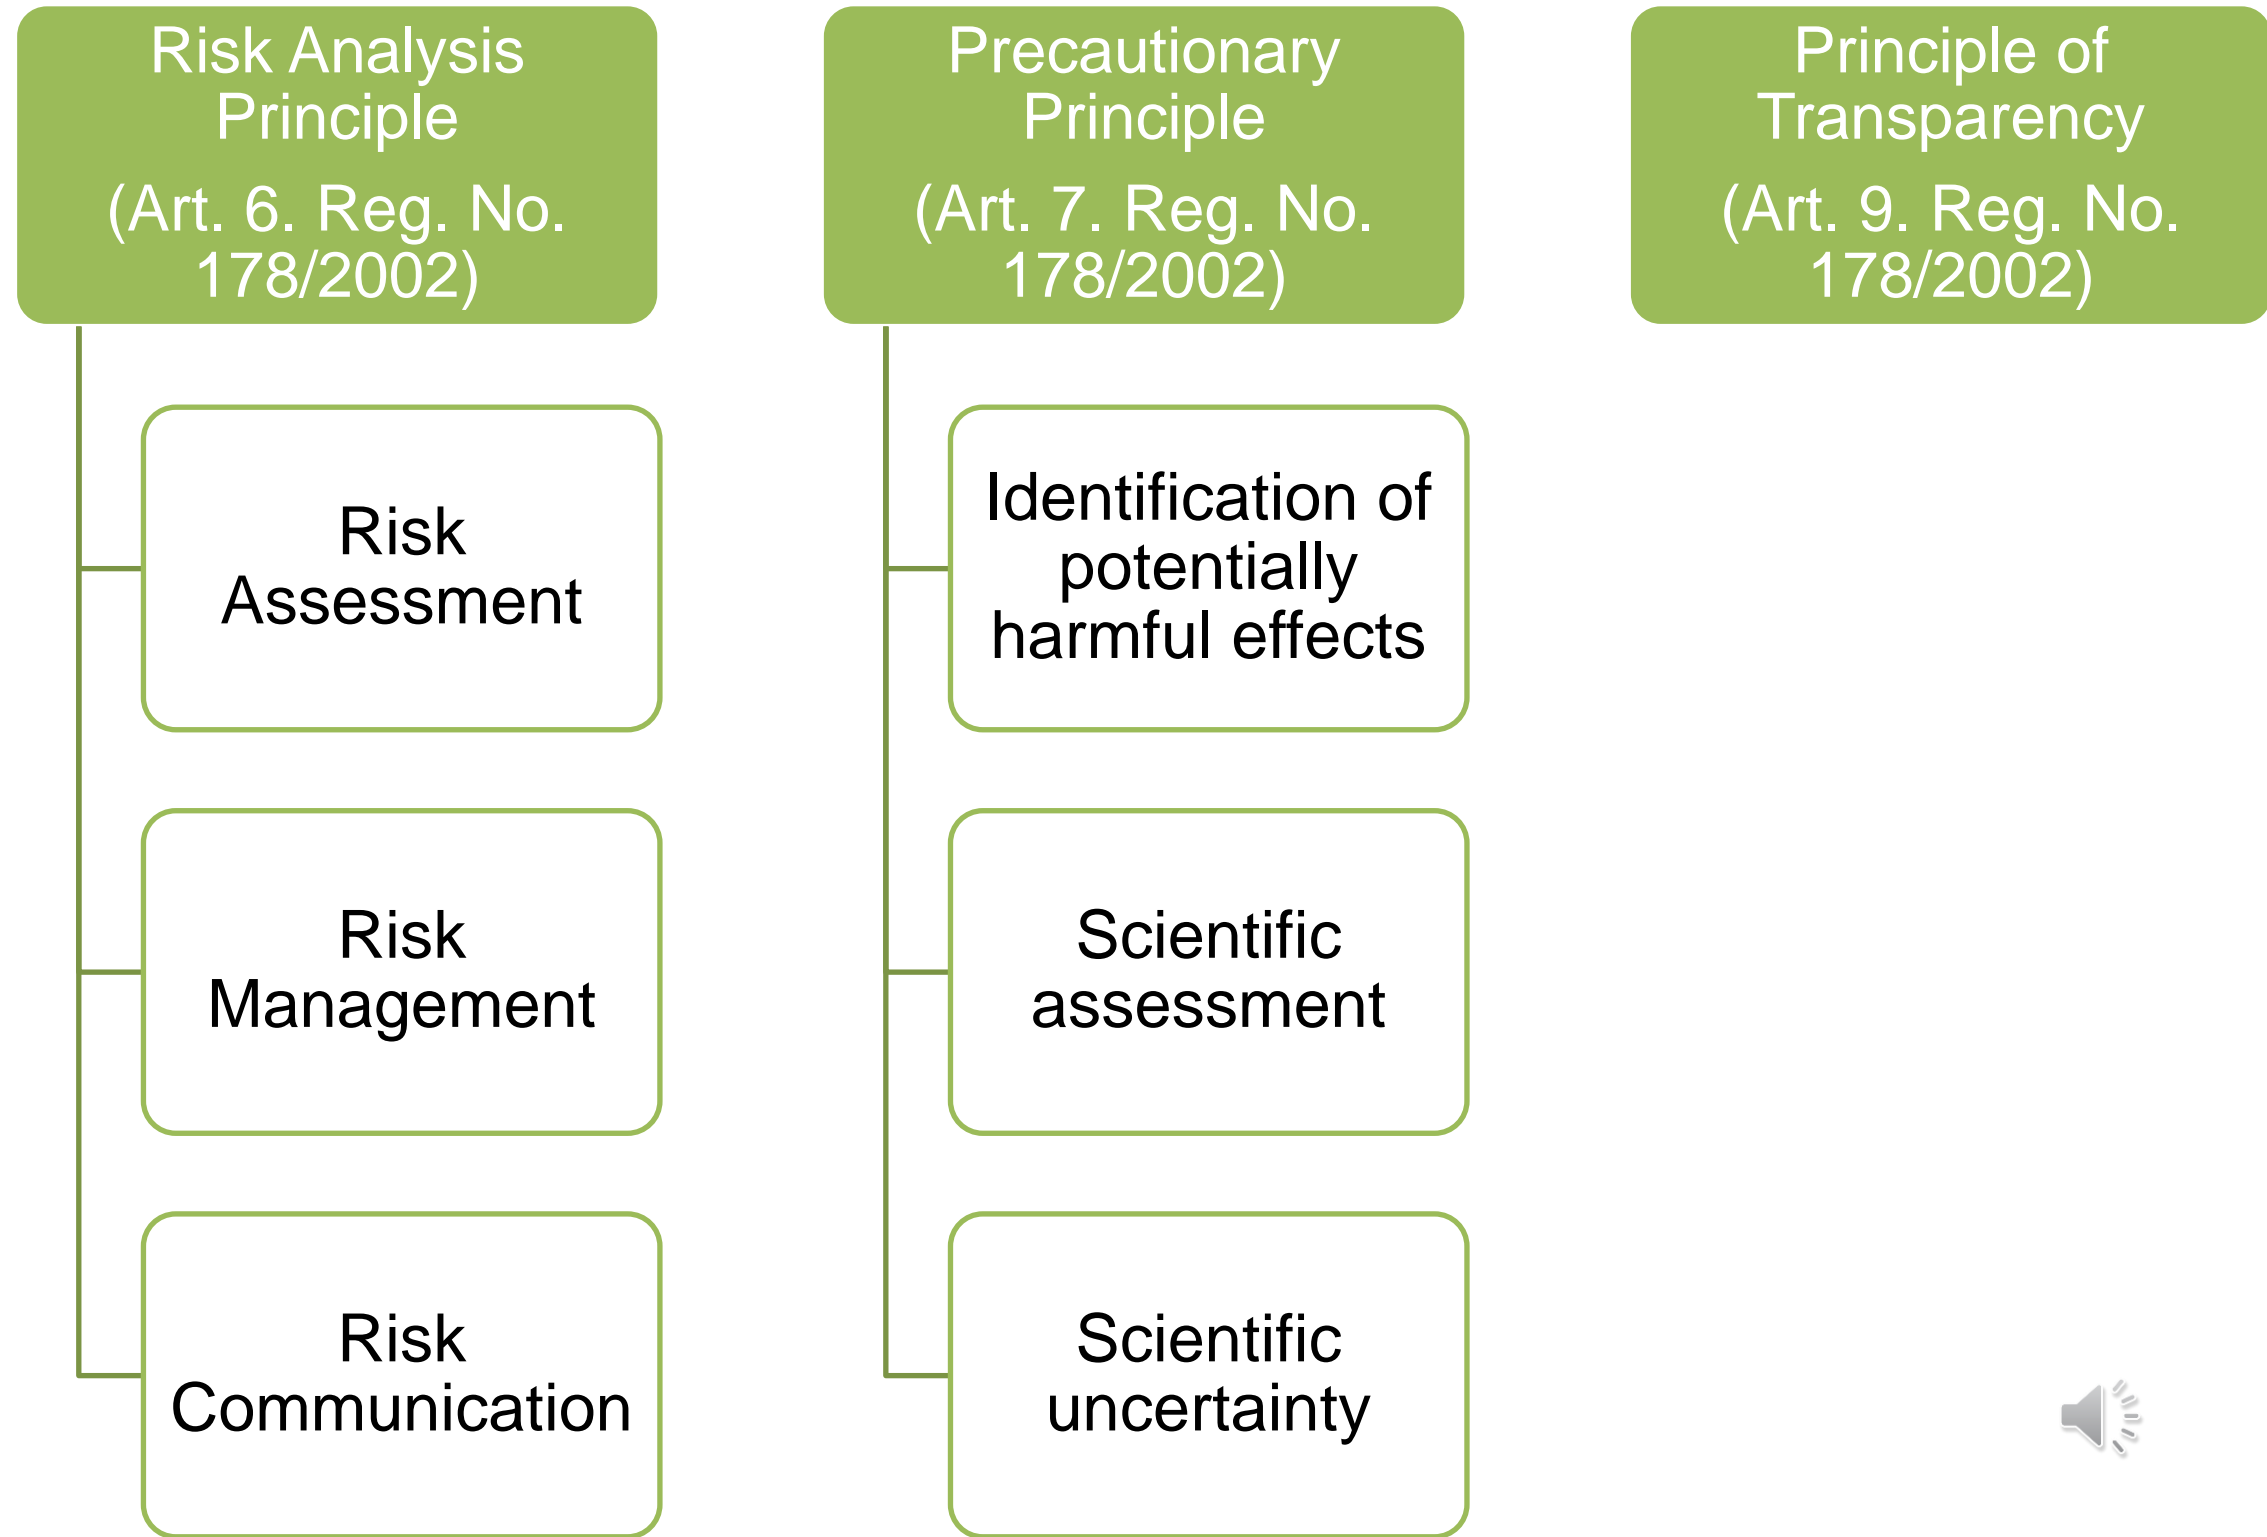 Risk Analysis
Principle
(Art. 6. Reg. No.
178/2002)
Risk
Assessment
Risk
Management
Risk
Communication
Precautionary
Principle
(Art. 7. Reg. No.
178/2002)
Identification of
potentially
harmful effects
Scientific
assessment
Scientific
uncertainty
Principle of
Transparency
(Art. 9. Reg. No.
178/2002)